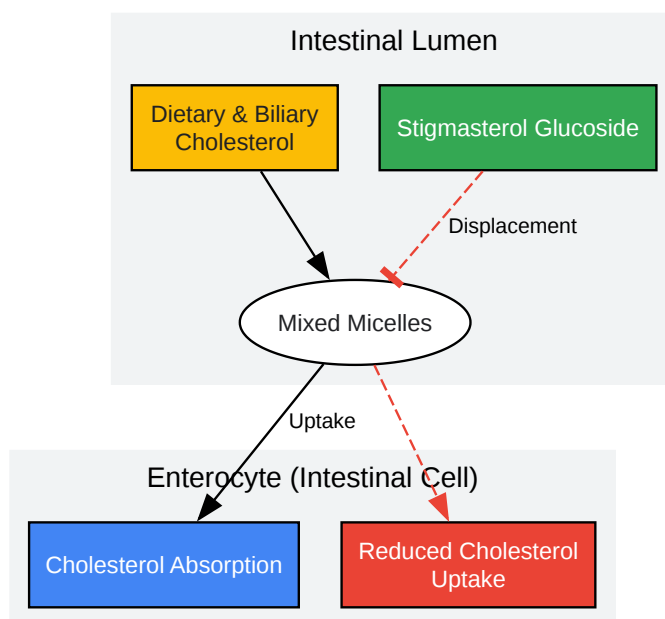 Intestinal Lumen
Dietary & Biliary
Cholesterol
Stigmasterol Glucoside
Displacement
Mixed Micelles
Uptake
Enterocyte (Intestinal Cell)
Cholesterol Absorption
Reduced Cholesterol
Uptake